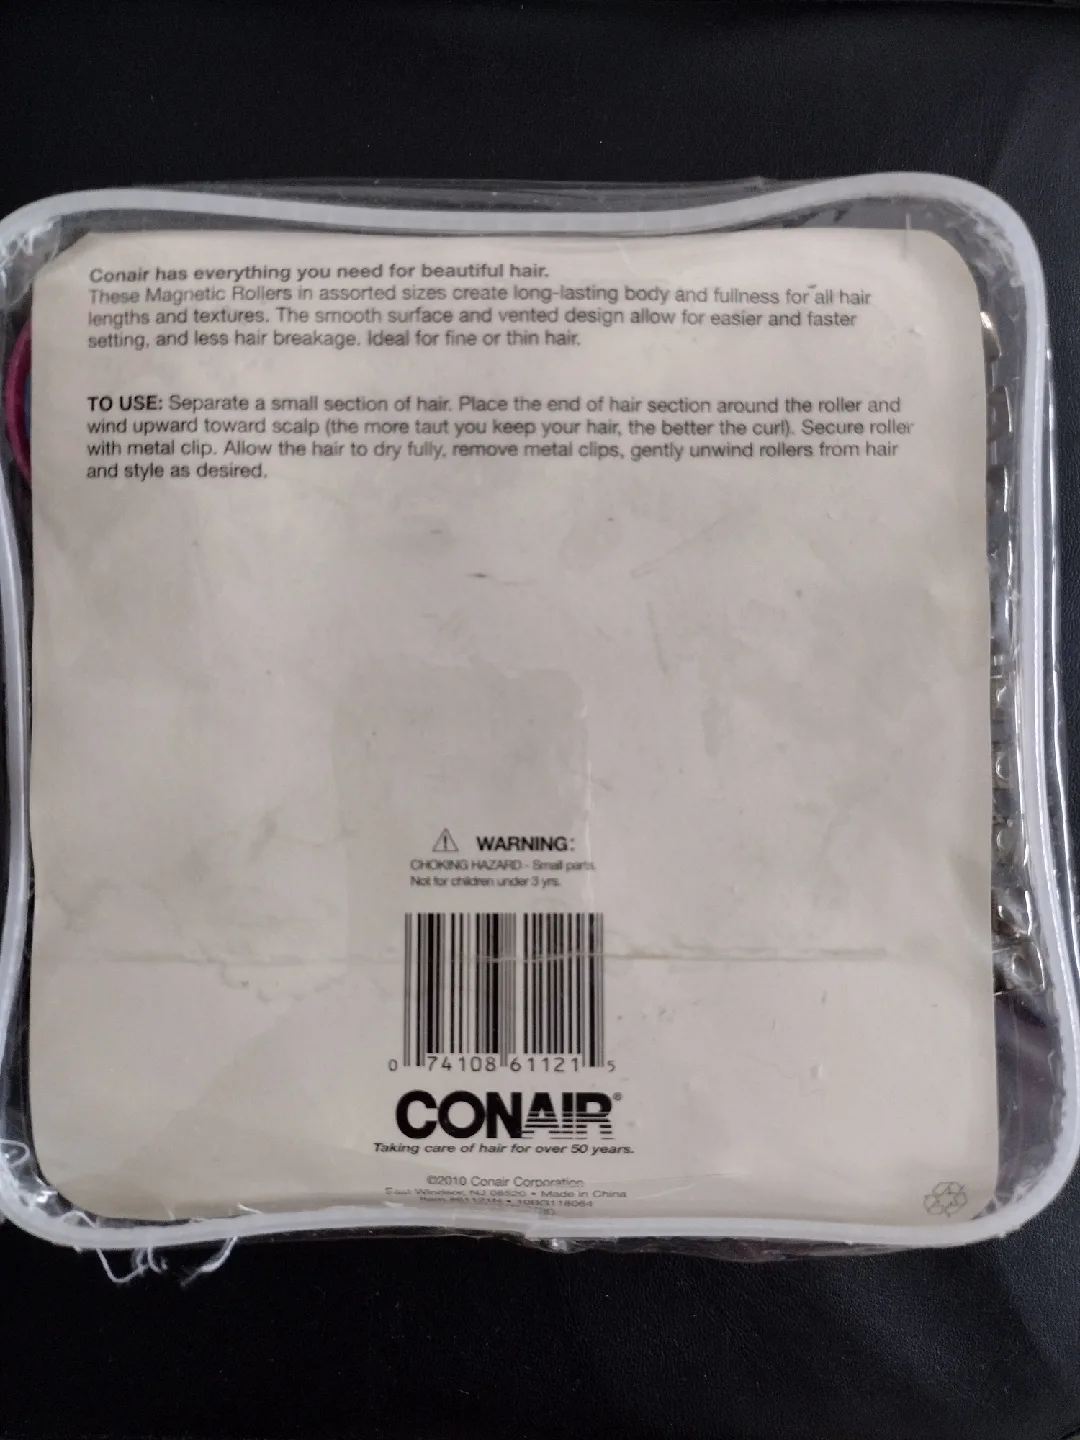 Conair has everything you need for beautiful hair.
These Magnetic Rollers in assorted sizes create long-lasting body and fullness for all hair
lengths and textures. The smooth surface and vented design allow for easier and faster
setting, and less hair breakage. Ideal for fine or thin hair.
TO USE: Separate a small section of hair. Place the end of hair section around the roller and
wind upward toward scalp (the more taut you keep your hair, the better the curl). Secure roller
with metal clip. Allow the hair to dry fully, remove metal clips, gently unwind rollers from hair
and style as desired.
WARNING:
CHOKING HAZARD - Small parts
Not for children under 3 yrs.
0 74108 61121 5
CONAIR®
Taking care of hair for over 50 years.
©2010 Conair Corporation
East Windsor, NJ 08520 • Made in China